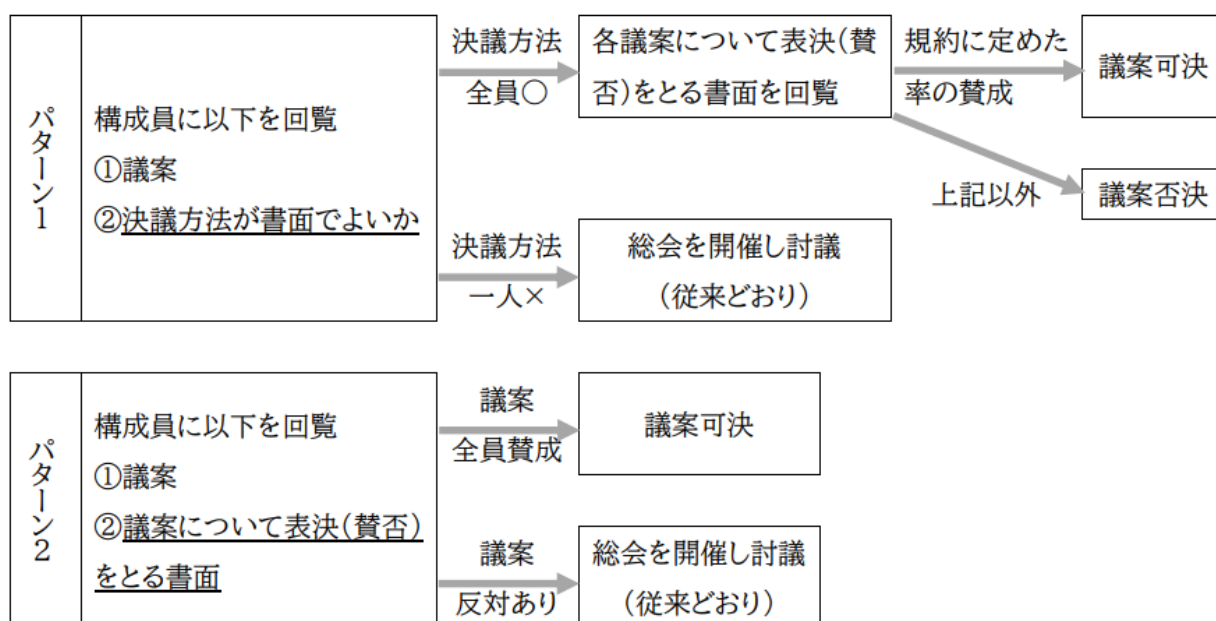 パターン1
構成員に以下を回覧
①議案
②決議方法が書面でよいか
決議方法
全員〇
各議案について表決(賛
否)をとる書面を回覧
規約に定めた
率の賛成
議案可決
上記以外
議案否決
決議方法
一人×
総会を開催し討議
(従来どおり)
パターン2
構成員に以下を回覧
①議案
②議案について表決(賛否)
をとる書面
議案
全員賛成
議案可決
議案
反対あり
総会を開催し討議
(従来どおり)